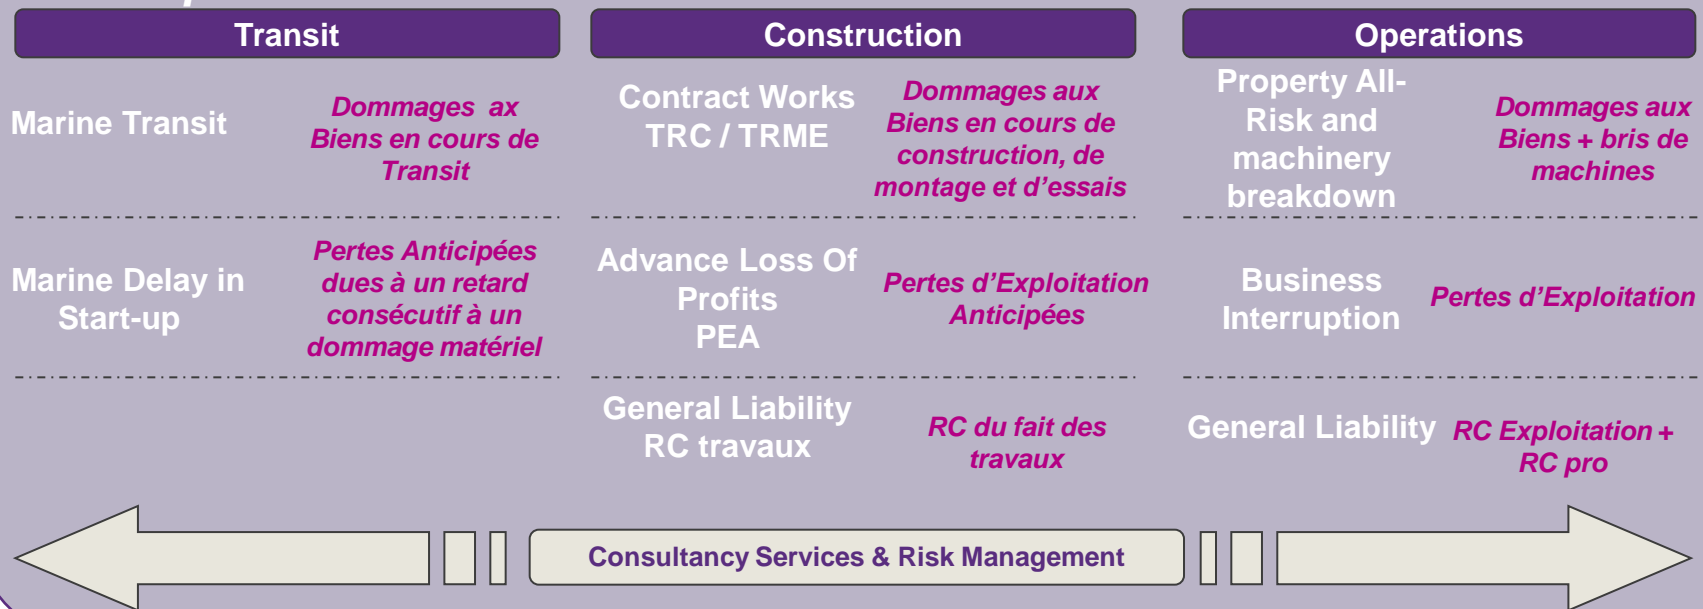 Transit
Marine Transit
Dommages ax
Biens en cours de
Transit
Marine Delay in
Start-up
Pertes Anticipées
dues à un retard
consécutif à un
dommage matériel
Construction
Contract Works
TRC / TRME
Dommages aux
Biens en cours de
construction, de
montage et d’essais
Advance Loss Of
Profits
PEA
Pertes d’Exploitation
Anticipées
General Liability
RC travaux
RC du fait des
travaux
Operations
Property All-
Risk and
machinery
breakdown
Dommages aux
Biens + bris de
machines
Business
Interruption
Pertes d’Exploitation
General Liability
RC Exploitation +
RC pro
Consultancy Services & Risk Management